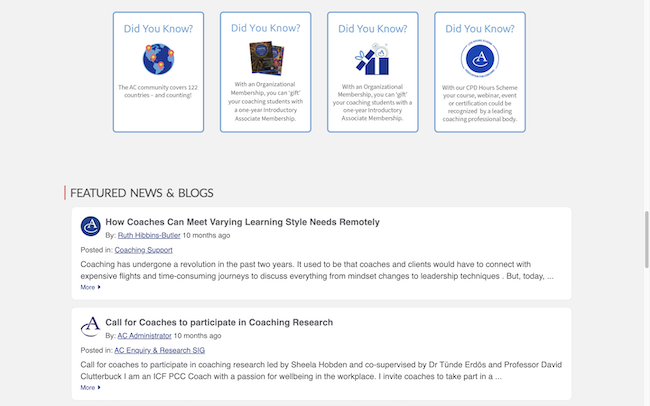 Did You Know?
The AC community covers 122
countries – and counting!
Did You Know?
With an Organizational
Membership, you can 'gift'
your coaching students with
a one-year Introductory
Associate Membership.
Did You Know?
With an Organizational
Membership, you can 'gift'
your coaching students with a
one-year Introductory
Associate Membership.
Did You Know?
With our CPD Hours Scheme
your course, webinar, event
or certification could be
recognized by a leading
coaching professional body.
FEATURED NEWS & BLOGS
How Coaches Can Meet Varying Learning Style Needs Remotely
By: Ruth Hibbins-Butler 10 months ago
Posted in: Coaching Support
Coaching has undergone a revolution in the past two years. It used to be that coaches and clients would have to connect with
expensive flights and time-consuming journeys to discuss everything from mindset changes to leadership techniques . But, today, ...
More
Call for Coaches to participate in Coaching Research
By: AC Administrator 10 months ago
Posted in: AC Enquiry & Research SIG
Call for coaches to participate in coaching research led by Sheela Hobden and co-supervised by Dr Tünde Erdös and Professor David
Clutterbuck I am an ICF PCC Coach with a passion for wellbeing in the workplace. I invite coaches to take part in a ...
More